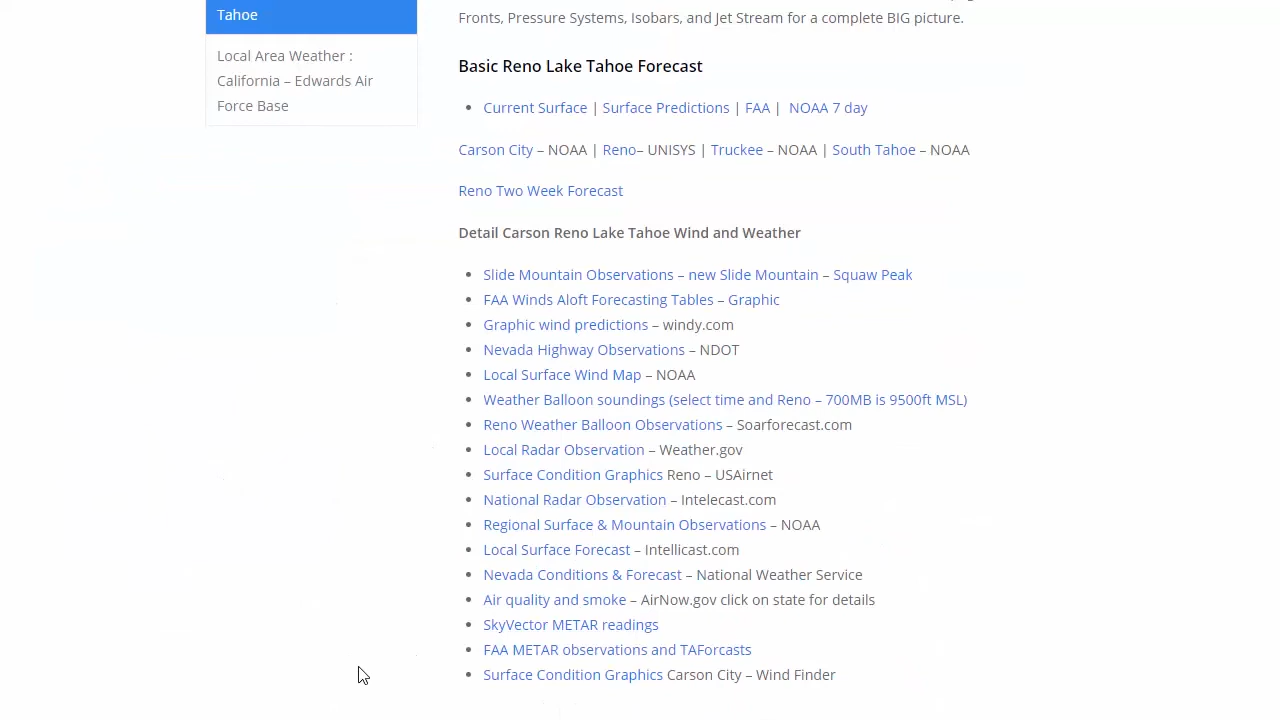 Tahoe
Local Area Weather :
California – Edwards Air
Force Base
Fronts, Pressure Systems, Isobars, and Jet Stream for a complete BIG picture.
Basic Reno Lake Tahoe Forecast
• Current Surface | Surface Predictions | FAA | NOAA 7 day
Carson City – NOAA | Reno– UNISYS | Truckee – NOAA | South Tahoe – NOAA
Reno Two Week Forecast
Detail Carson Reno Lake Tahoe Wind and Weather
• Slide Mountain Observations – new Slide Mountain – Squaw Peak
• FAA Winds Aloft Forecasting Tables – Graphic
• Graphic wind predictions – windy.com
• Nevada Highway Observations – NDOT
• Local Surface Wind Map – NOAA
• Weather Balloon soundings (select time and Reno – 700MB is 9500ft MSL)
• Reno Weather Balloon Observations – Soarforecast.com
• Local Radar Observation – Weather.gov
• Surface Condition Graphics Reno – USAirnet
• National Radar Observation – Intelecast.com
• Regional Surface & Mountain Observations – NOAA
• Local Surface Forecast – Intellicast.com
• Nevada Conditions & Forecast – National Weather Service
• Air quality and smoke – AirNow.gov click on state for details
• SkyVector METAR readings
• FAA METAR observations and TAForcasts
• Surface Condition Graphics Carson City – Wind Finder